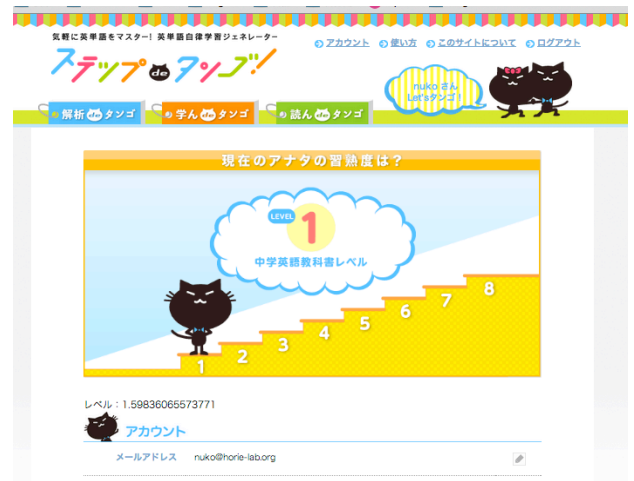 気軽に英単語をマスター! 英単語自律学習ジェネレーター
ステップ de タンゴ!
アカウント 使い方 このサイトについて ログアウト
nuko さん
Let'sタンゴ!
解析 de タンゴ 学ん de タンゴ 読ん de タンゴ
現在のアナタの習熟度は?
LEVEL 1
中学英語教科書レベル
1 2 3 4 5 6 7 8
レベル:1.59836065573771
アカウント
メールアドレス nuko@horie-lab.org